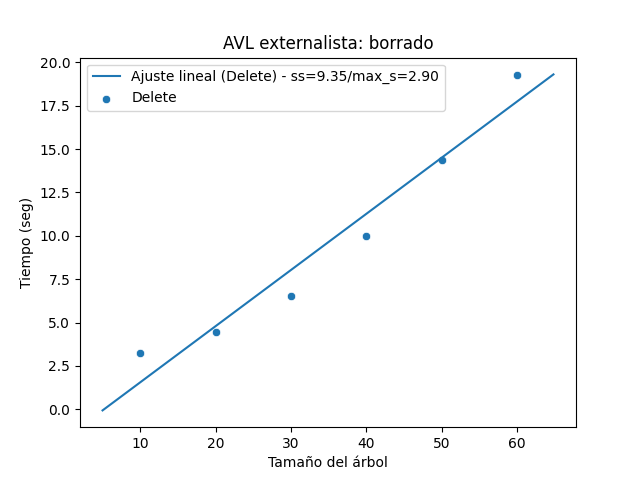 AVL externalista: borrado
Ajuste lineal (Delete) - ss=9.35/max_s=2.90
Delete
Tiempo (seg)
20.0
17.5
15.0
12.5
10.0
7.5
5.0
2.5
0.0
10 20 30 40 50 60
Tamaño del árbol